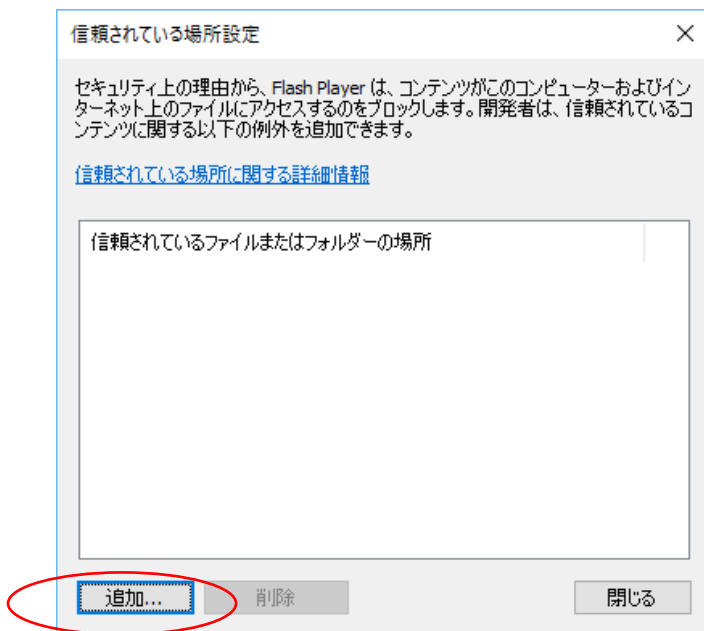 信頼されている場所設定
セキュリティ上の理由から、Flash Player は、コンテンツがこのコンピューターおよびイン
ターネット上のファイルにアクセスするのをブロックします。開発者は、信頼されているコ
ンテンツに関する以下の例外を追加できます。
信頼されている場所に関する詳細情報
信頼されているファイルまたはフォルダーの場所
追加... 削除 閉じる